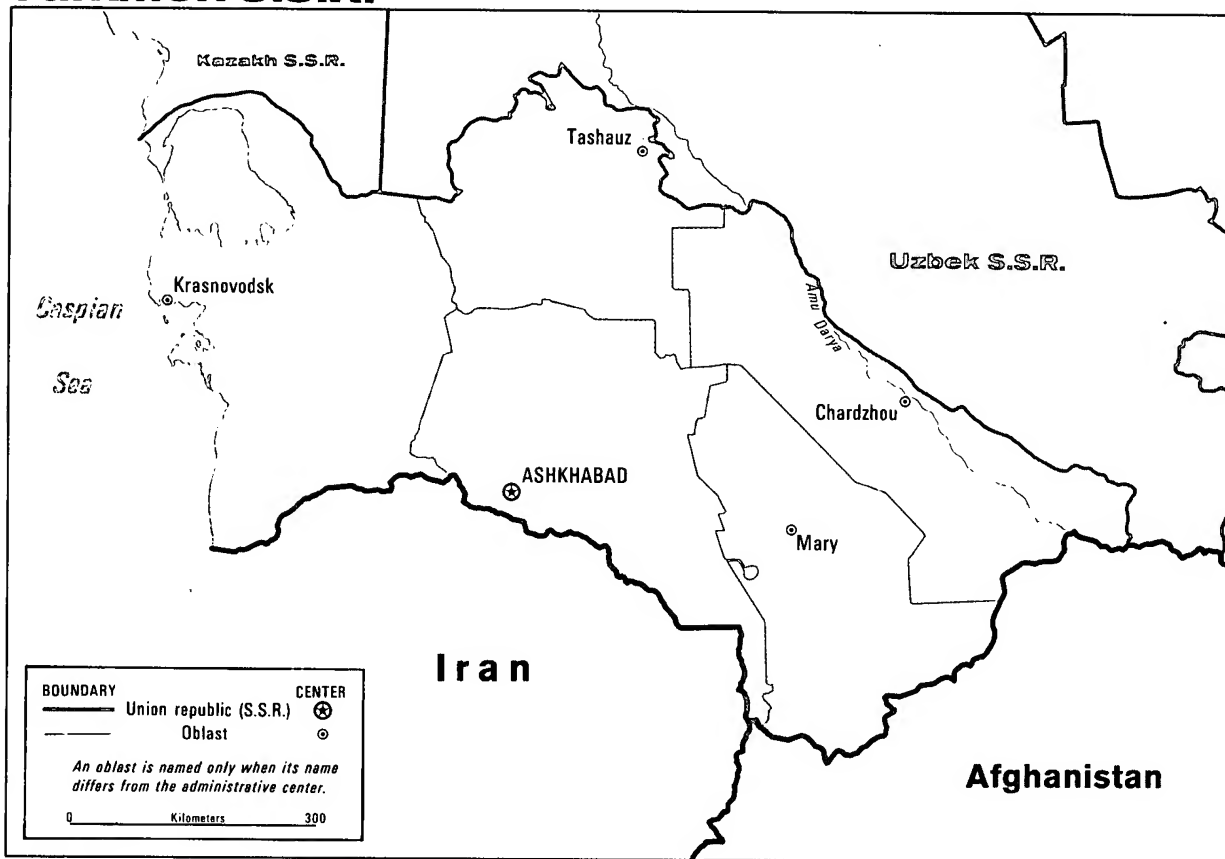 Kazakh S.S.R.
Tashauz
Uzbek S.S.R.
Krasnovodsk
Caspian
Sea
Amu
Darya
Chardzhou
ASHKHABAD
Mary
Iran
Afghanistan
BOUNDARY CENTER
Union republic (S.S.R.)
Oblast
An oblast is named only when its name
differs from the administrative center.
0 Kilometers 300